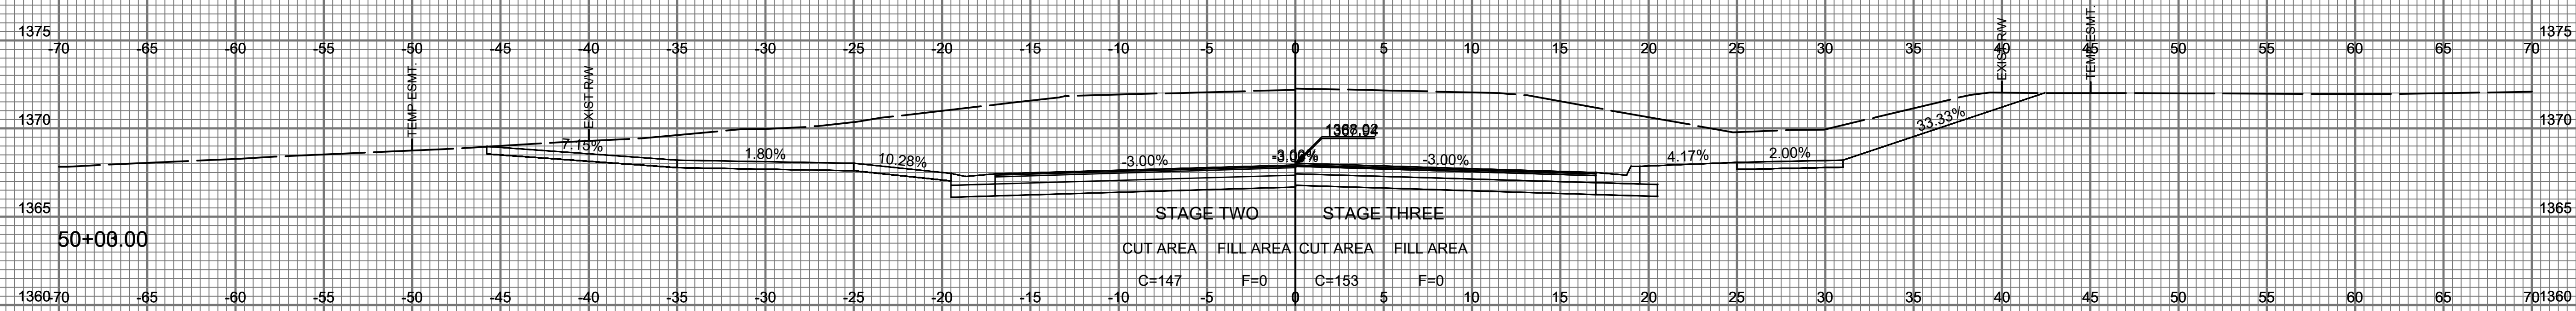 1375 1375
-70 -65 -60 -55 -50 -45 -40 -35 -30 -25 -20 -15 -10 -5 0 5 10 15 20 25 30 35 40 45 50 55 60 65 70
TEMP ESMT. EXIST R/W EXIST R/W TEMP ESMT.
1370 1370
7.15% 1.80% 10.28% -3.00% -3.00% 4.17% 2.00% 33.33%
1365 1365
STAGE TWO STAGE THREE
CUT AREA FILL AREA CUT AREA FILL AREA
C=147 F=0 C=153 F=0
1360 1360
-70 -65 -60 -55 -50 -45 -40 -35 -30 -25 -20 -15 -10 -5 0 5 10 15 20 25 30 35 40 45 50 55 60 65 70